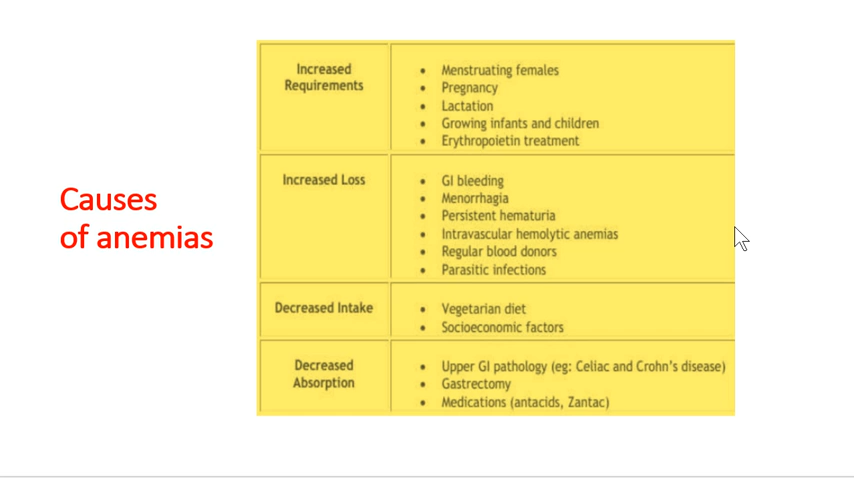 Causes
of anemias
Increased
Requirements
• Menstruating females
• Pregnancy
• Lactation
• Growing infants and children
• Erythropoietin treatment
Increased Loss
• GI bleeding
• Menorrhagia
• Persistent hematuria
• Intravascular hemolytic anemias
• Regular blood donors
• Parasitic infections
Decreased Intake
• Vegetarian diet
• Socioeconomic factors
Decreased
Absorption
• Upper GI pathology (eg: Celiac and Crohn's disease)
• Gastrectomy
• Medications (antacids, Zantac)